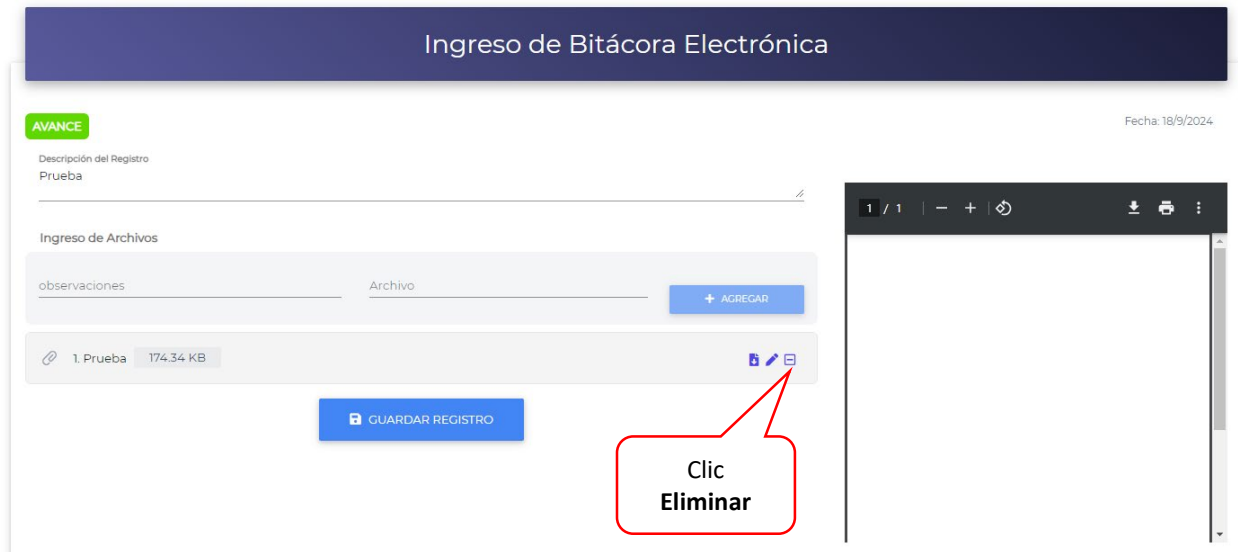 Ingreso de Bitácora Electrónica
AVANCE
Fecha: 18/9/2024
Descripción del Registro
Prueba
1 / 1
Ingreso de Archivos
observaciones
Archivo
+ AGREGAR
1. Prueba 174.34 KB
GUARDAR REGISTRO
Clic
Eliminar